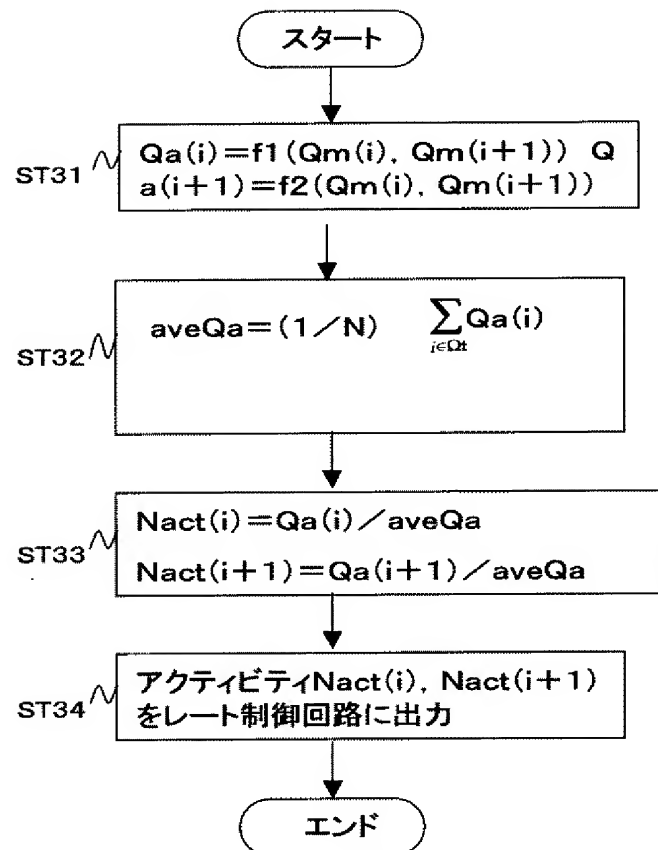 スタート
ST31
Qa(i)=f1(Qm(i), Qm(i+1)) Q
a(i+1)=f2(Qm(i), Qm(i+1))
ST32
aveQa=(1/N) ∑Qa(i)
i∈Ωt
ST33
Nact(i)=Qa(i)/aveQa
Nact(i+1)=Qa(i+1)/aveQa
ST34
アクティビティNact(i), Nact(i+1)
をレート制御回路に出力
エンド